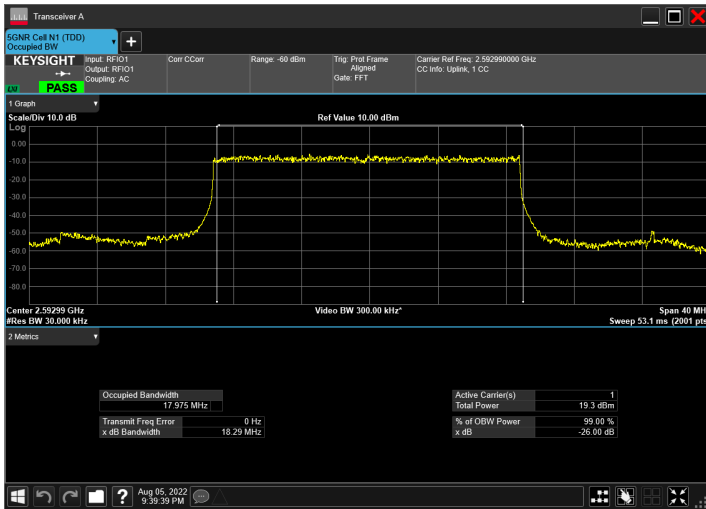 Transceiver A
5GNR Cell N1 (TDD)
Occupied BW
KEYSIGHT
LXI
PASS
Input: RFIO1
Output: RFIO1
Coupling: AC
Corr CCorr
Range: -60 dBm
Trig: Prot Frame
Aligned
Gate: FFT
Carrier Ref Freq: 2.592990000 GHz
CC Info: Uplink, 1 CC
1 Graph
Scale/Div 10.0 dB
Ref Value 10.00 dBm
Log
0.00
-10.0
-20.0
-30.0
-40.0
-50.0
-60.0
-70.0
-80.0
Center 2.59299 GHz
Video BW 300.00 kHz*
Span 40 MH
#Res BW 30.000 kHz
Sweep 53.1 ms (2001 pts
2 Metrics
Occupied Bandwidth
17.975 MHz
Transmit Freq Error 0 Hz
x dB Bandwidth 18.29 MHz
Active Carrier(s) 1
Total Power 19.3 dBm
% of OBW Power 99.00 %
x dB -26.00 dB
Aug 05, 2022
9:39:39 PM